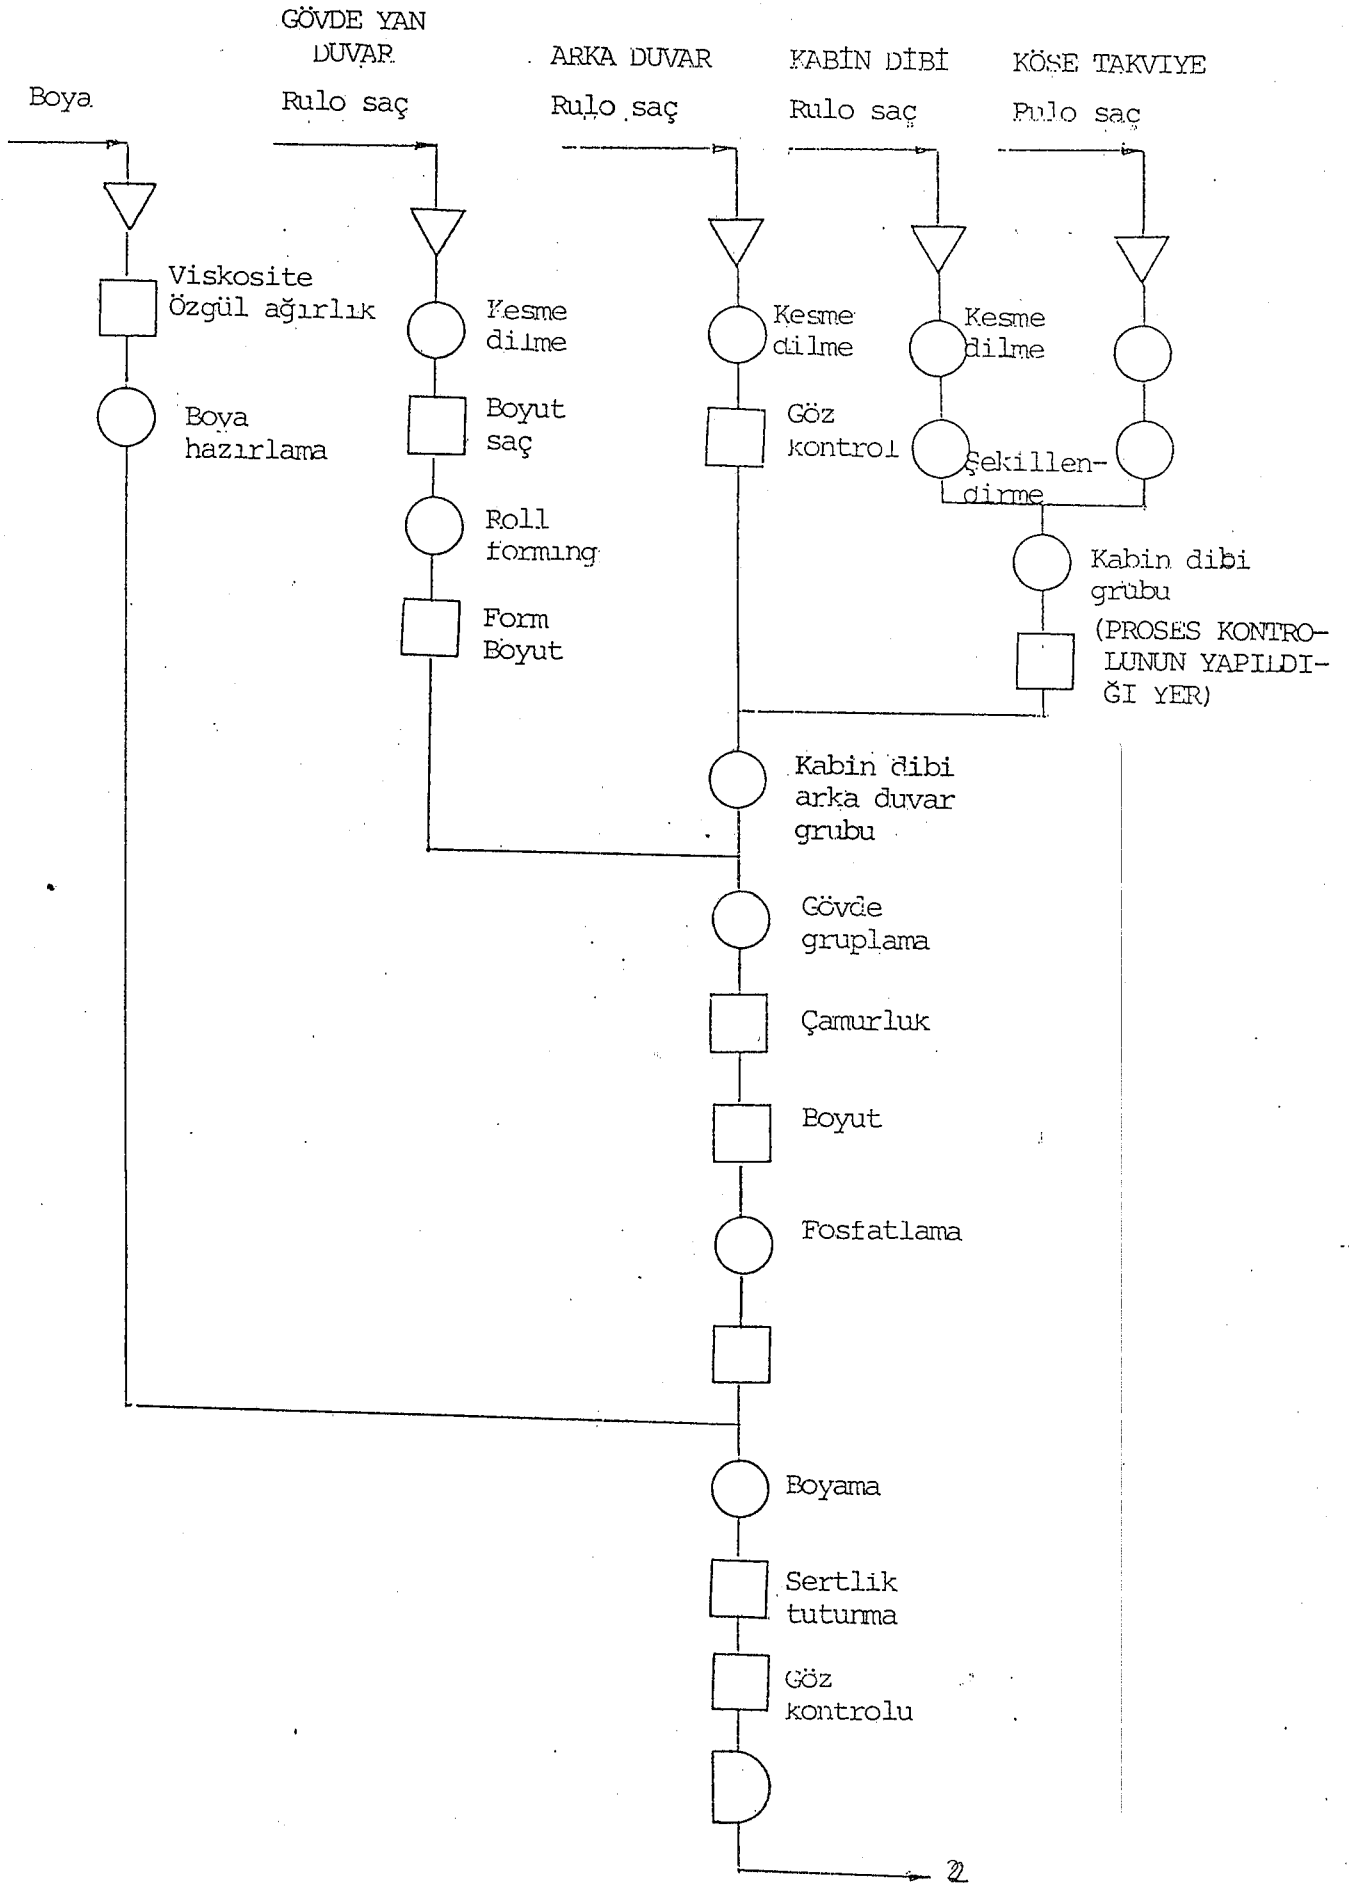 GÖVDE YAN
DUVAR
ARKA DUVAR
KABİN DİBİ
KÖSE TAKVIYE
Boya
Rulo saç
Rulo saç
Rulo saç
Rulo saç
Viskosite
Özgül ağırlık
Boya
hazırlama
Kesme
dilme
Boyut
saç
Roll
forming
Form
Boyut
Kesme
dilme
Göz
kontrol
Kesme
dilme
Şekillen-
dirme
Kabin dibi
grubu
(PROSES KONTRO-
LUNUN YAPILDI-
ĞI YER)
Kabin dibi
arka duvar
grubu
Gövde
gruplama
Çamurluk
Boyut
Fosfatlama
Boyama
Sertlik
tutunma
Göz
kontrolu
2